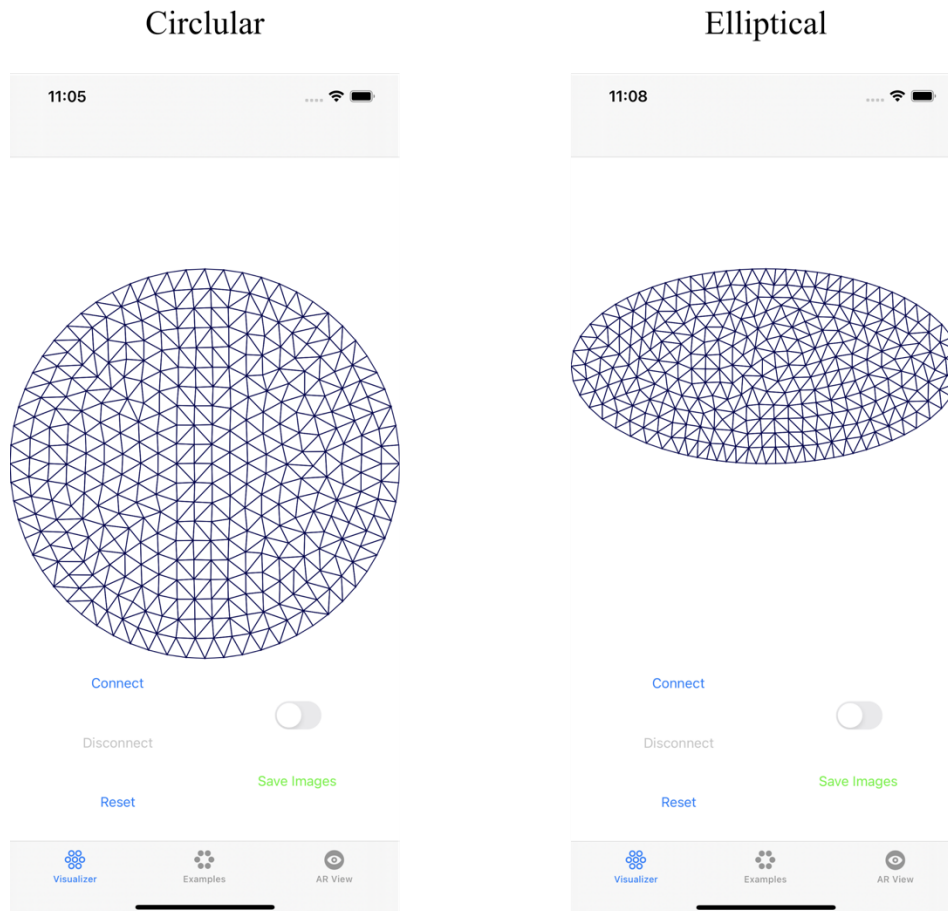 Circlular
Elliptical
11:05
Connect
Disconnect
Save Images
Reset
Visualizer
Examples
AR View
11:08
Connect
Disconnect
Save Images
Reset
Visualizer
Examples
AR View